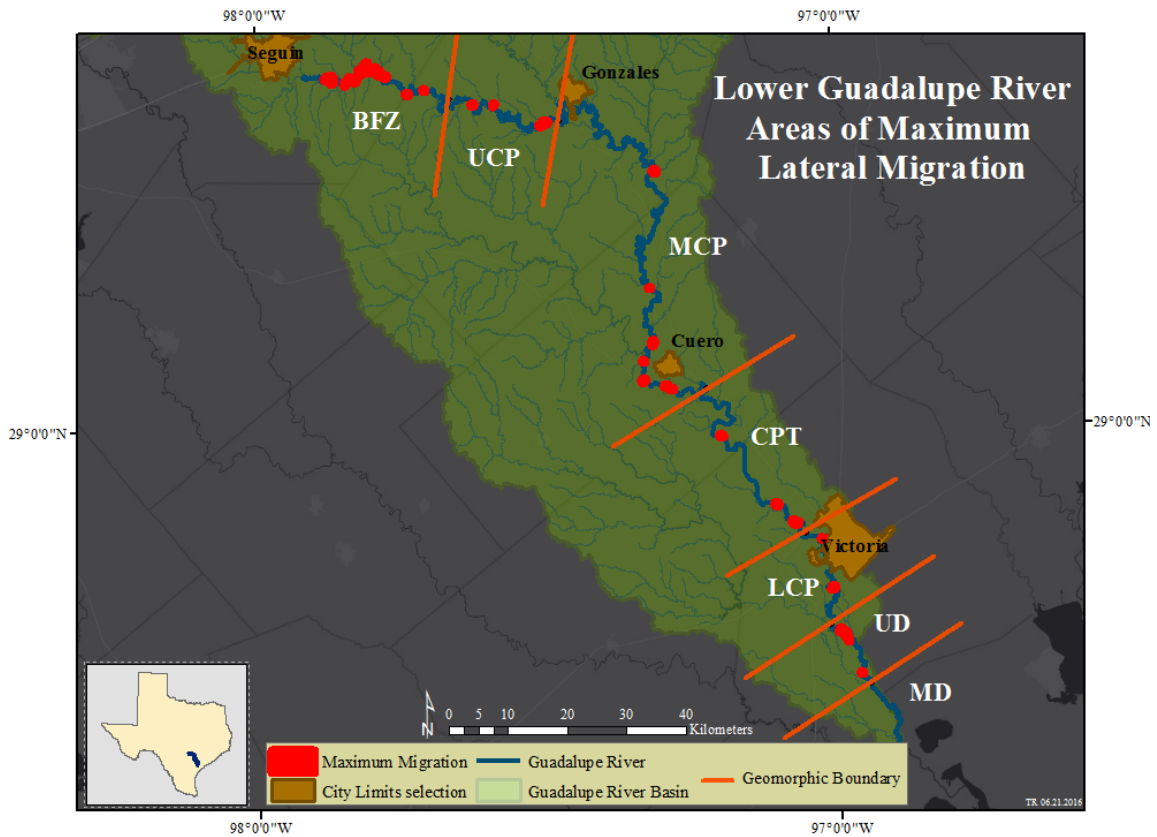 98°0'0"W
97°0'0"W
Seguin
Gonzales
Lower Guadalupe River
Areas of Maximum
Lateral Migration
BFZ
UCP
MCP
Cuero
29°0'0"N
29°0'0"N
CPT
Victoria
LCP
UD
MD
N
0 5 10 20 30 40
Kilometers
Maximum Migration
Guadalupe River
Geomorphic Boundary
City Limits selection
Guadalupe River Basin
TR 06.21.2016
98°0'0"W
97°0'0"W